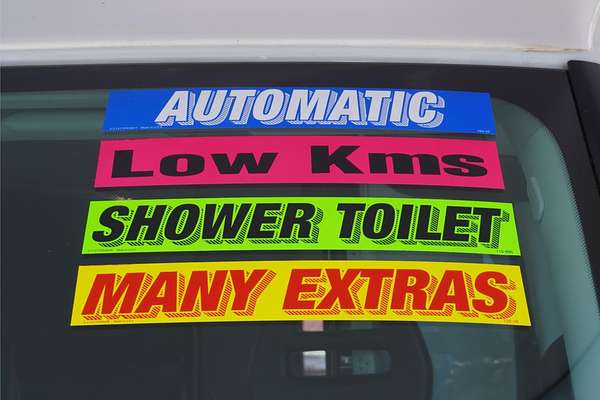 AUTOMATIC
Low Kms
SHOWER TOILET
MANY EXTRAS